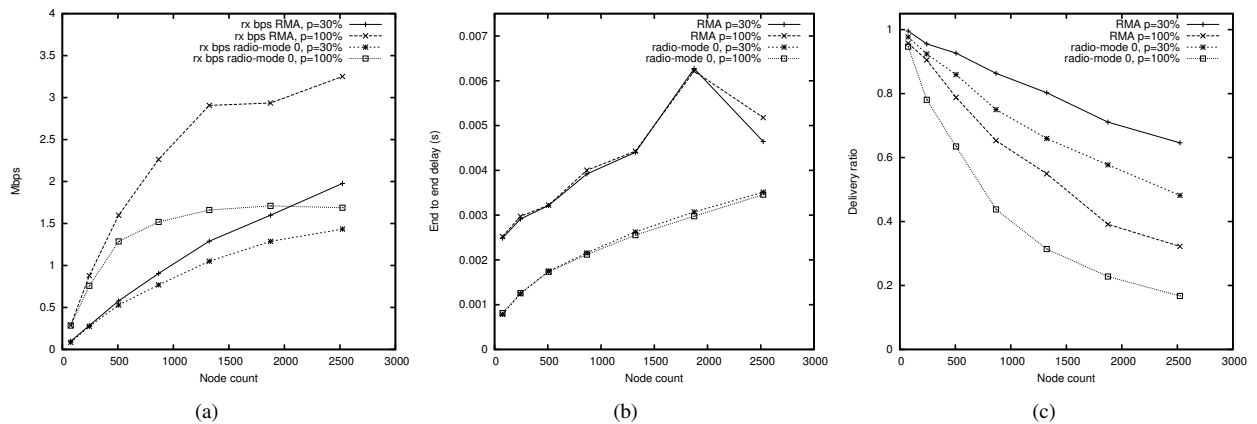 rx bps RMA, p=30%
rx bps RMA, p=100%
rx bps radio-mode 0, p=30%
rx bps radio-mode 0, p=100%
4
3.5
3
2.5
2
1.5
1
0.5
0
Mbps
0 500 1000 1500 2000 2500 3000
Node count
(a)
RMA p=30%
RMA p=100%
radio-mode 0, p=30%
radio-mode 0, p=100%
0.007
0.006
0.005
0.004
0.003
0.002
0.001
0
End to end delay (s)
0 500 1000 1500 2000 2500 3000
Node count
(b)
RMA p=30%
RMA p=100%
radio-mode 0, p=30%
radio-mode 0, p=100%
1
0.8
0.6
0.4
0.2
0
Delivery ratio
0 500 1000 1500 2000 2500 3000
Node count
(c)